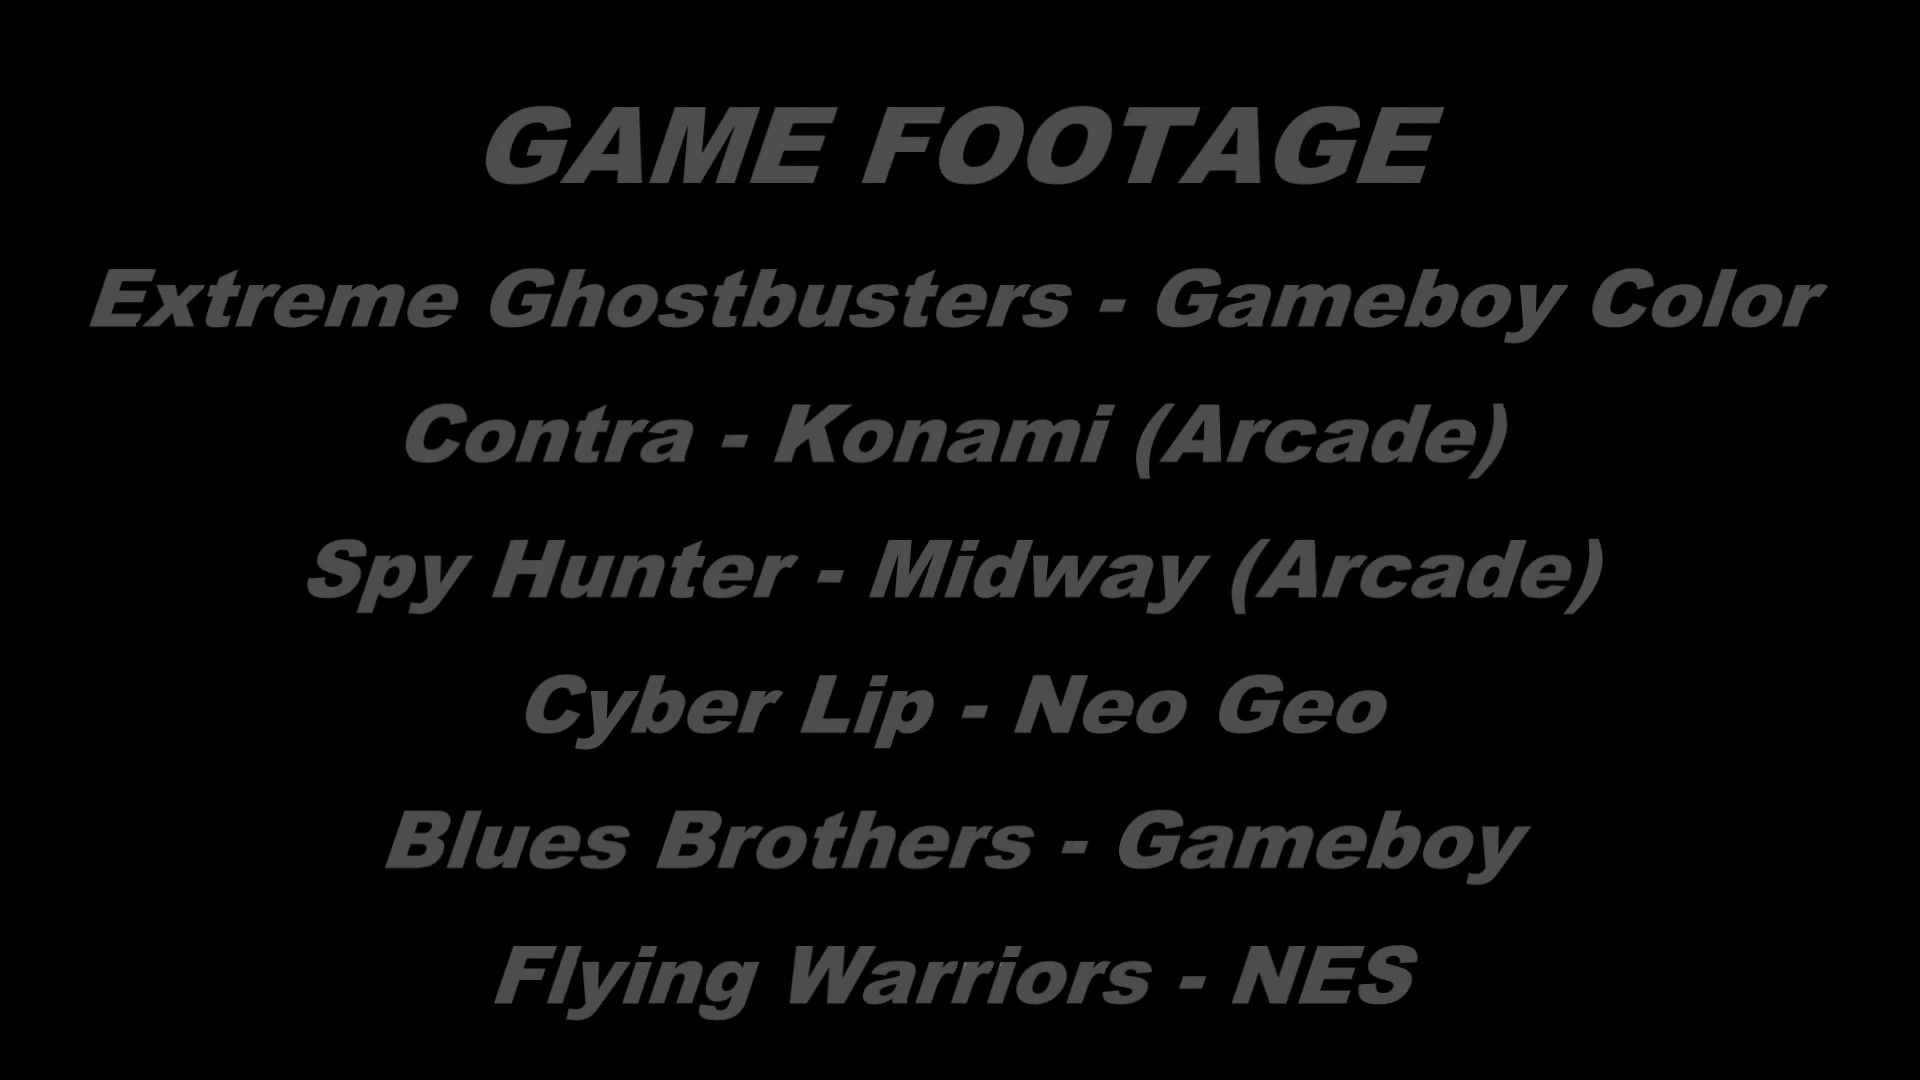 GAME FOOTAGE
Extreme Ghostbusters - Gameboy Color
Contra - Konami (Arcade)
Spy Hunter - Midway (Arcade)
Cyber Lip - Neo Geo
Blues Brothers - Gameboy
Flying Warriors - NES